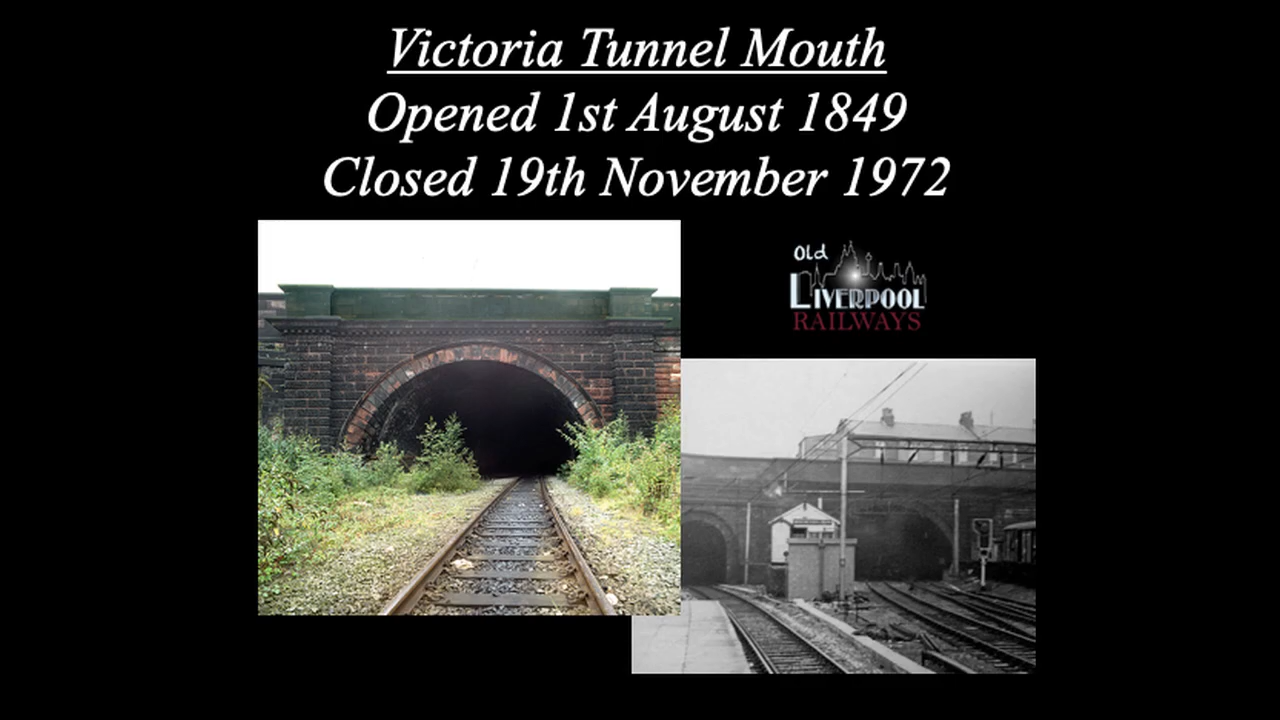 Victoria Tunnel Mouth
Opened 1st August 1849
Closed 19th November 1972
Old
LIVERPOOL
RAILWAYS